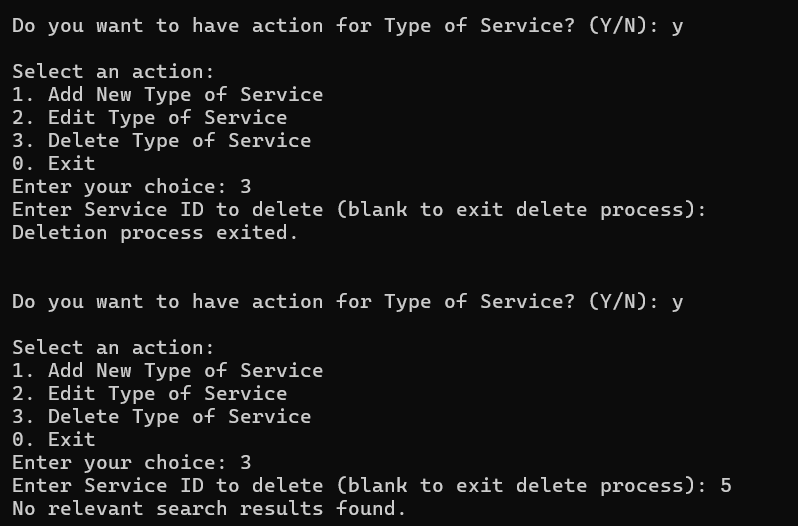 Do you want to have action for Type of Service? (Y/N): y
Select an action:
1. Add New Type of Service
2. Edit Type of Service
3. Delete Type of Service
0. Exit
Enter your choice: 3
Enter Service ID to delete (blank to exit delete process):
Deletion process exited.
Do you want to have action for Type of Service? (Y/N): y
Select an action:
1. Add New Type of Service
2. Edit Type of Service
3. Delete Type of Service
0. Exit
Enter your choice: 3
Enter Service ID to delete (blank to exit delete process): 5
No relevant search results found.